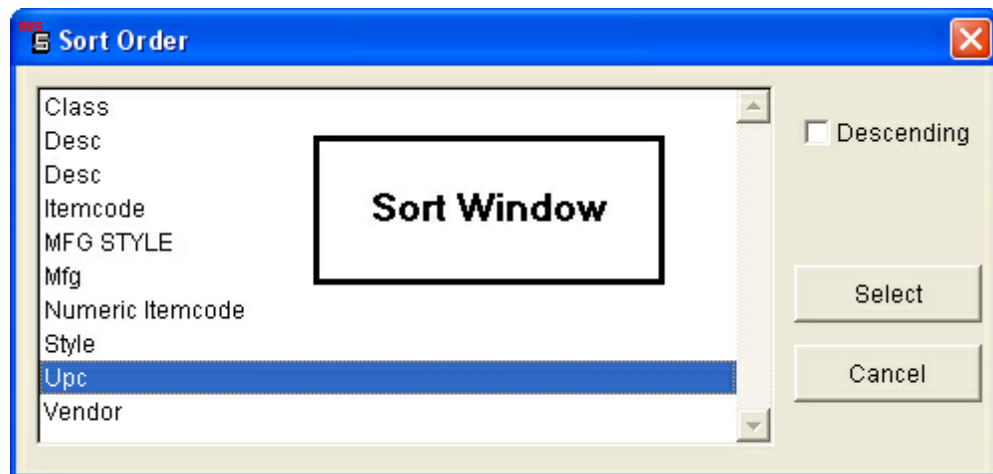 ARS
Sort Order
Class
Desc
Desc
Itemcode
MFG STYLE
Mfg
Numeric Itemcode
Style
Upc
Vendor
Sort Window
Descending
Select
Cancel